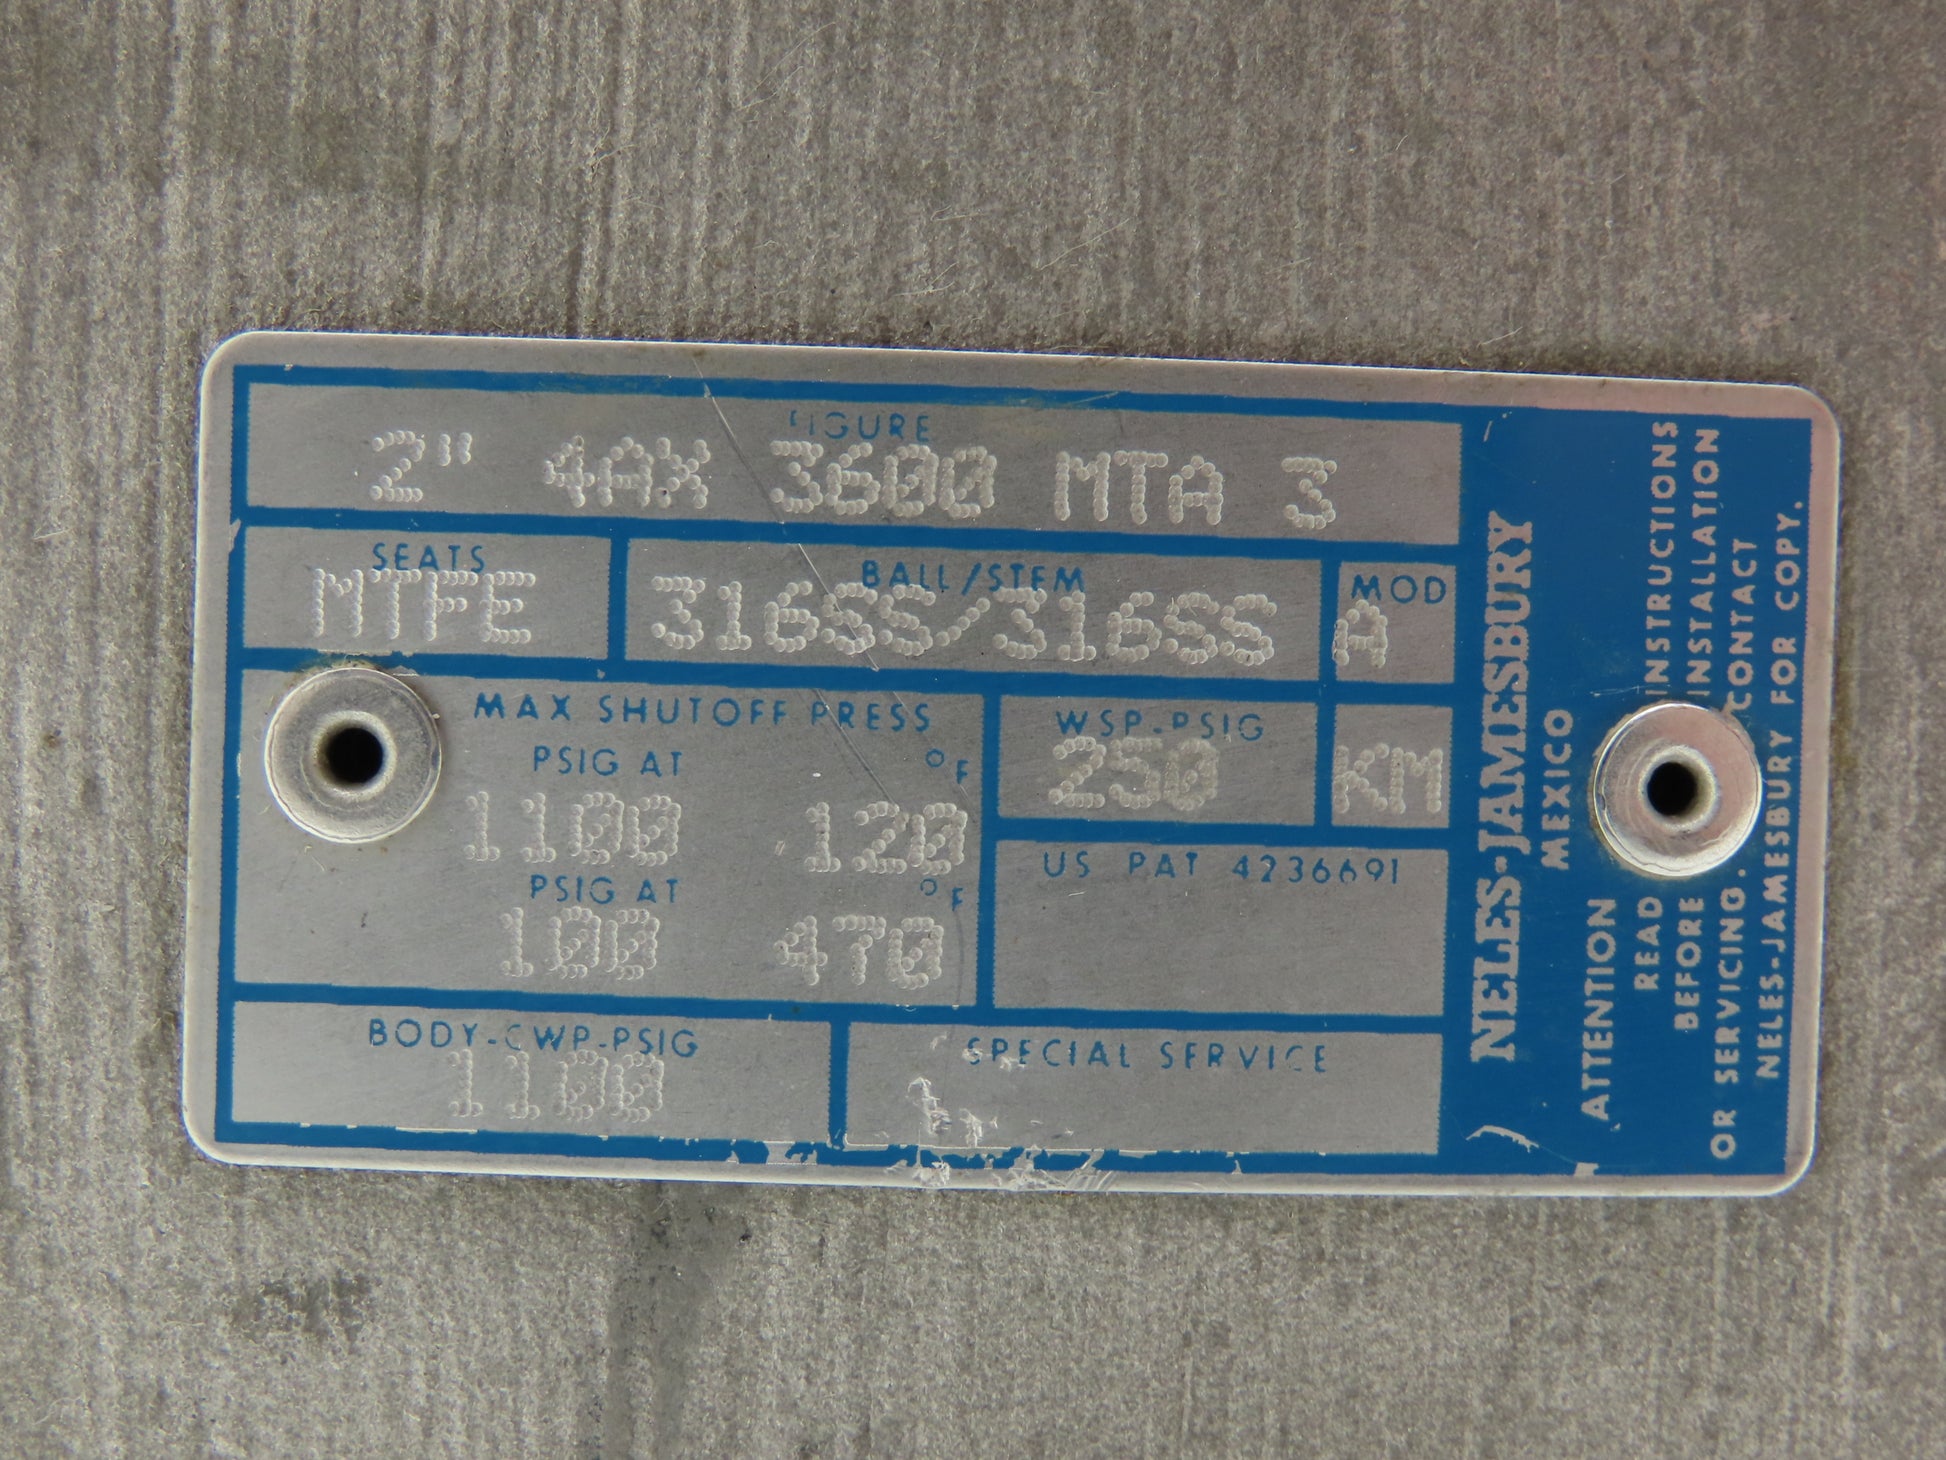 FIGURE
2" 4AX 3600 MTA 3
SEATS
MTFE
BALL/STEM
316SS/316SS
MOD
A
MAX SHUTOFF PRESS
PSIG AT °F
1100 120
PSIG AT °F
100 470
WSP-PSIG
250
KM
US PAT 4236691
BODY-CWP-PSIG
1100
SPECIAL SERVICE
NELES-JAMESBURY
MEXICO
ATTENTION
READ INSTRUCTIONS
BEFORE INSTALLATION
OR SERVICING. CONTACT
NELES-JAMESBURY FOR COPY.